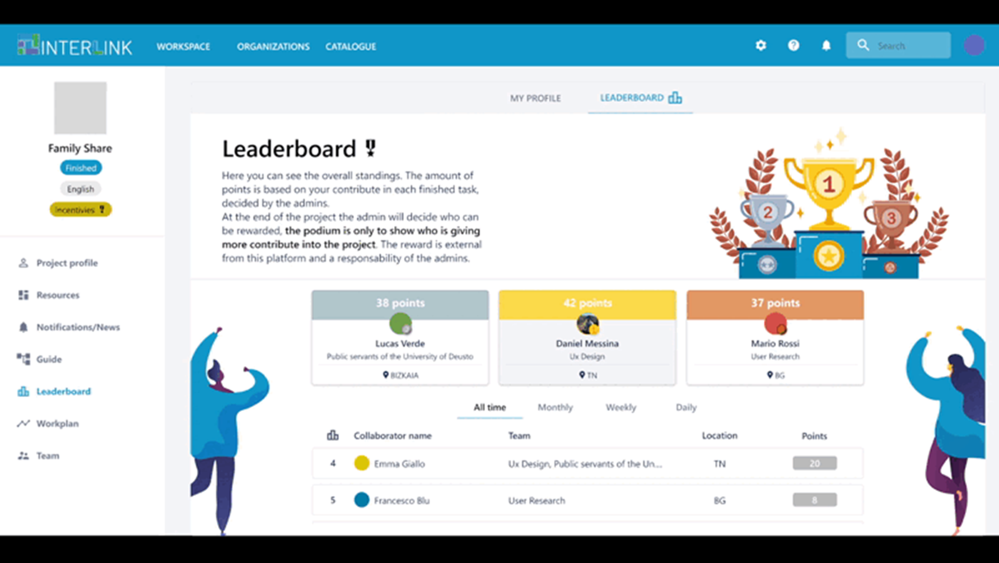 INTERLINK
WORKSPACE
ORGANIZATIONS
CATALOGUE
Search
Family Share
Finished
English
Incentivies
Project profile
Resources
Notifications/News
Guide
Leaderboard
Workplan
Team
MY PROFILE
LEADERBOARD
Leaderboard
Here you can see the overall standings. The amount of
points is based on your contribute in each finished task,
decided by the admins.
At the end of the project the admin will decide who can
be rewarded, the podium is only to show who is giving
more contribute into the project. The reward is external
from this platform and a responsability of the admins.
1
2
3
38 points
Lucas Verde
Public servants of the University of Deusto
BIZKAIA
42 points
Daniel Messina
Ux Design
TN
37 points
Mario Rossi
User Research
BG
All time
Monthly
Weekly
Daily
Collaborator name Team Location Points
4 Emma Giallo Ux Design, Public servants of the Un... TN 20
5 Francesco Blu User Research BG 8